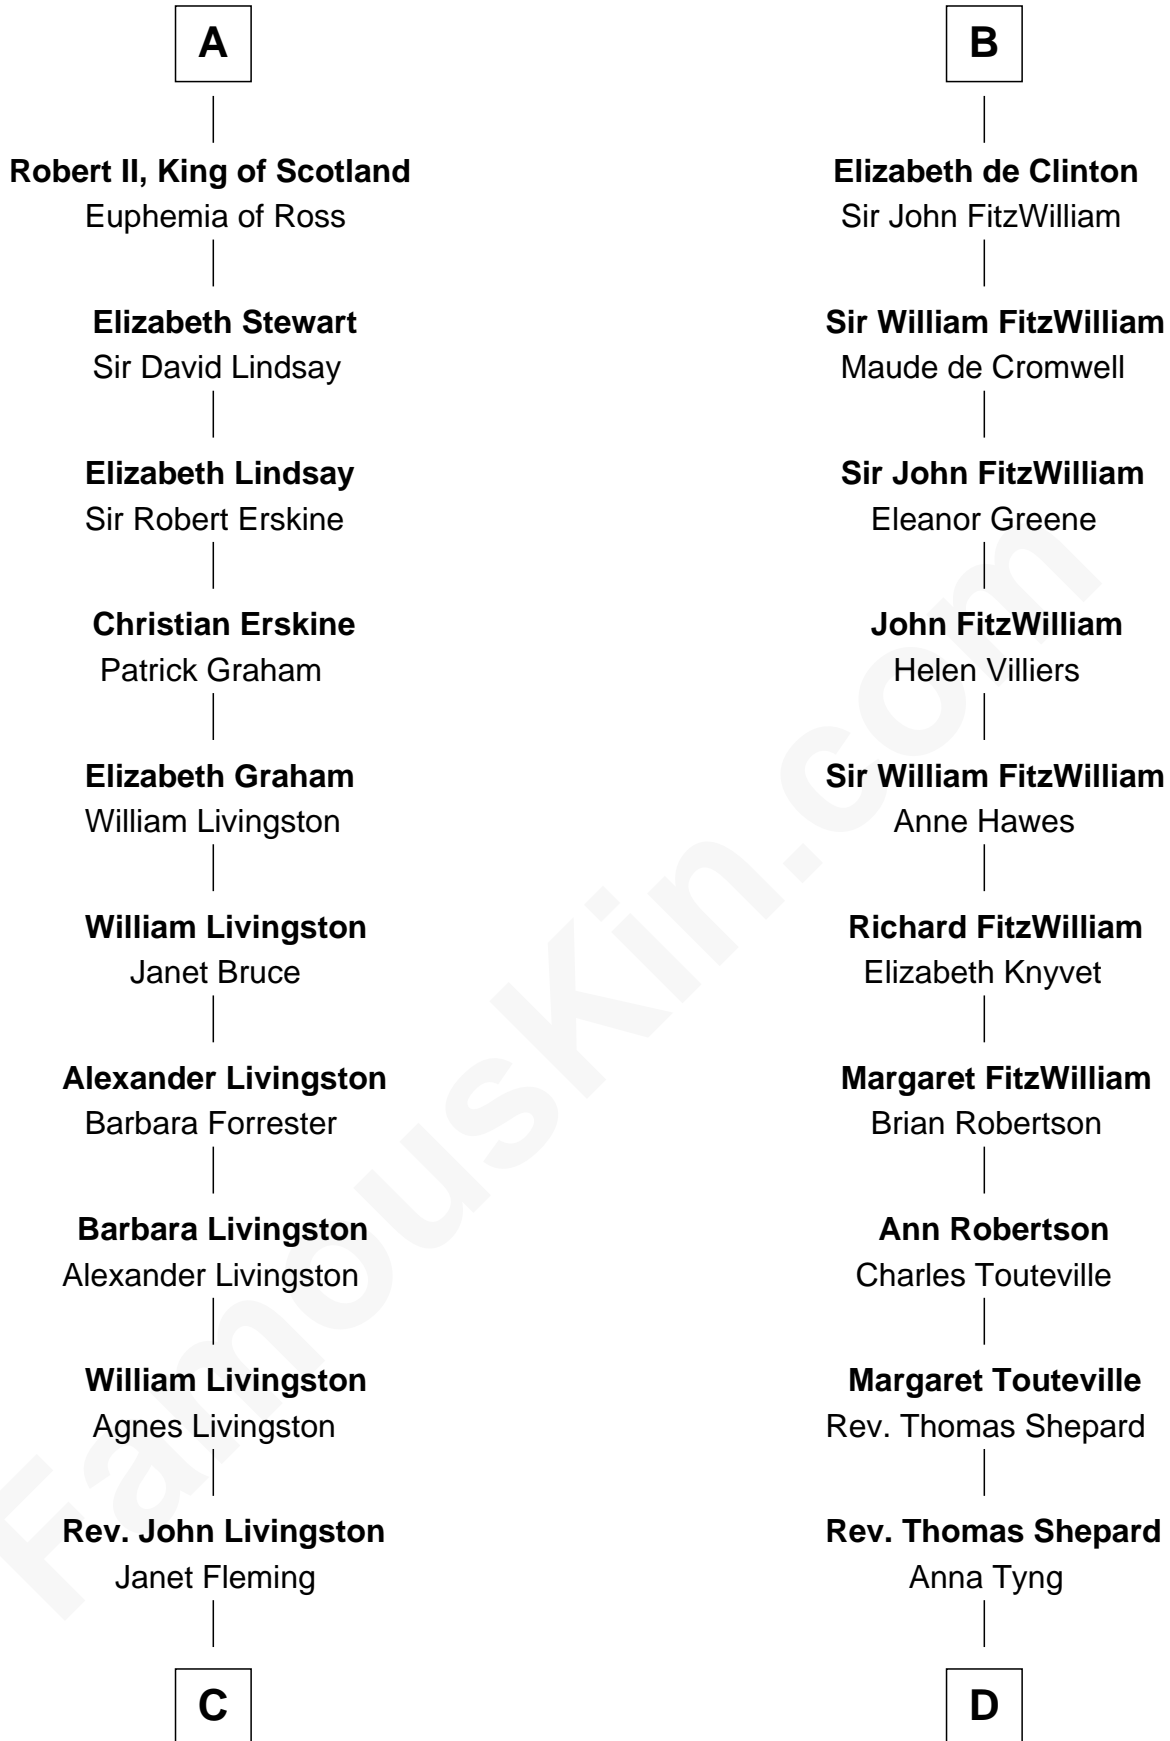 A
Robert II, King of Scotland
Euphemia of Ross
Elizabeth Stewart
Sir David Lindsay
Elizabeth Lindsay
Sir Robert Erskine
Christian Erskine
Patrick Graham
Elizabeth Graham
William Livingston
William Livingston
Janet Bruce
Alexander Livingston
Barbara Forrester
Barbara Livingston
Alexander Livingston
William Livingston
Agnes Livingston
Rev. John Livingston
Janet Fleming
C
B
Elizabeth de Clinton
Sir John FitzWilliam
Sir William FitzWilliam
Maude de Cromwell
Sir John FitzWilliam
Eleanor Greene
John FitzWilliam
Helen Villiers
Sir William FitzWilliam
Anne Hawes
Richard FitzWilliam
Elizabeth Knyvet
Margaret FitzWilliam
Brian Robertson
Ann Robertson
Charles Touteville
Margaret Touteville
Rev. Thomas Shepard
Rev. Thomas Shepard
Anna Tyng
D
FamousKin.com